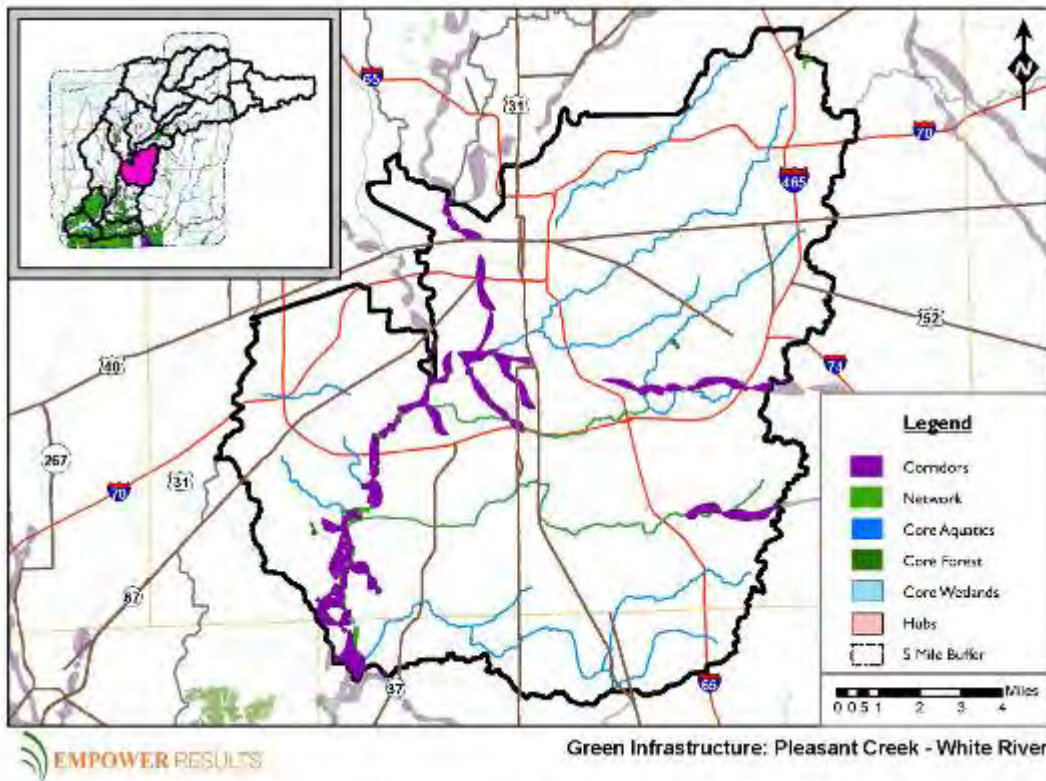 N
65
31
70
465
52
40
74
267
31
70
67
37
65
Legend
Corridors
Network
Core Aquatics
Core Forest
Core Wetlands
Hubs
5 Mile Buffer
Miles
0 0.5 1 2 3 4
EMPOWER RESULTS
Green Infrastructure: Pleasant Creek - White River